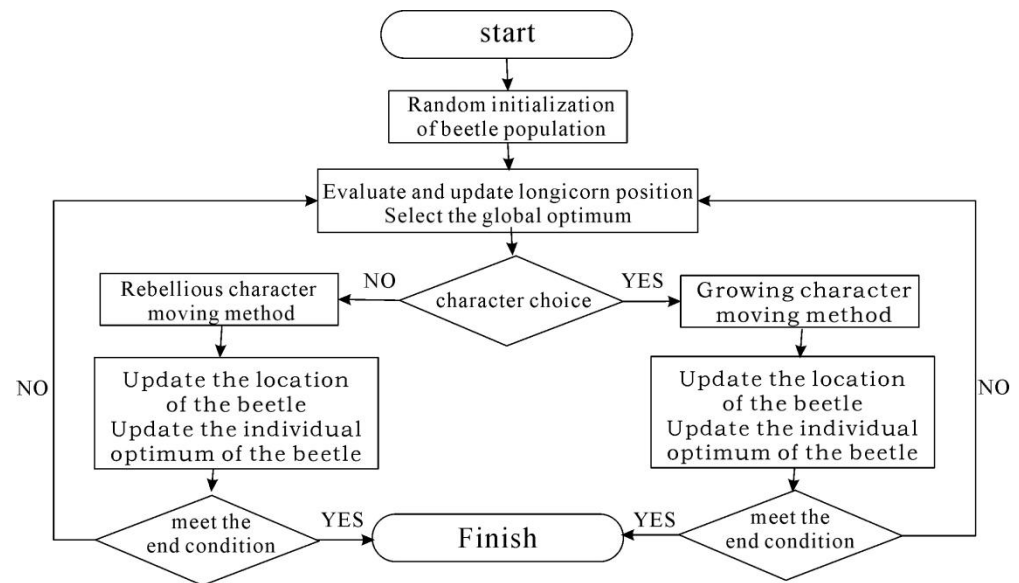 start
Random initialization
of beetle population
Evaluate and update longicorn position
Select the global optimum
NO
character choice
YES
Rebellious character
moving method
Growing character
moving method
Update the location
of the beetle
Update the individual
optimum of the beetle
Update the location
of the beetle
Update the individual
optimum of the beetle
NO
NO
meet the
end condition
YES
Finish
YES
meet the
end condition